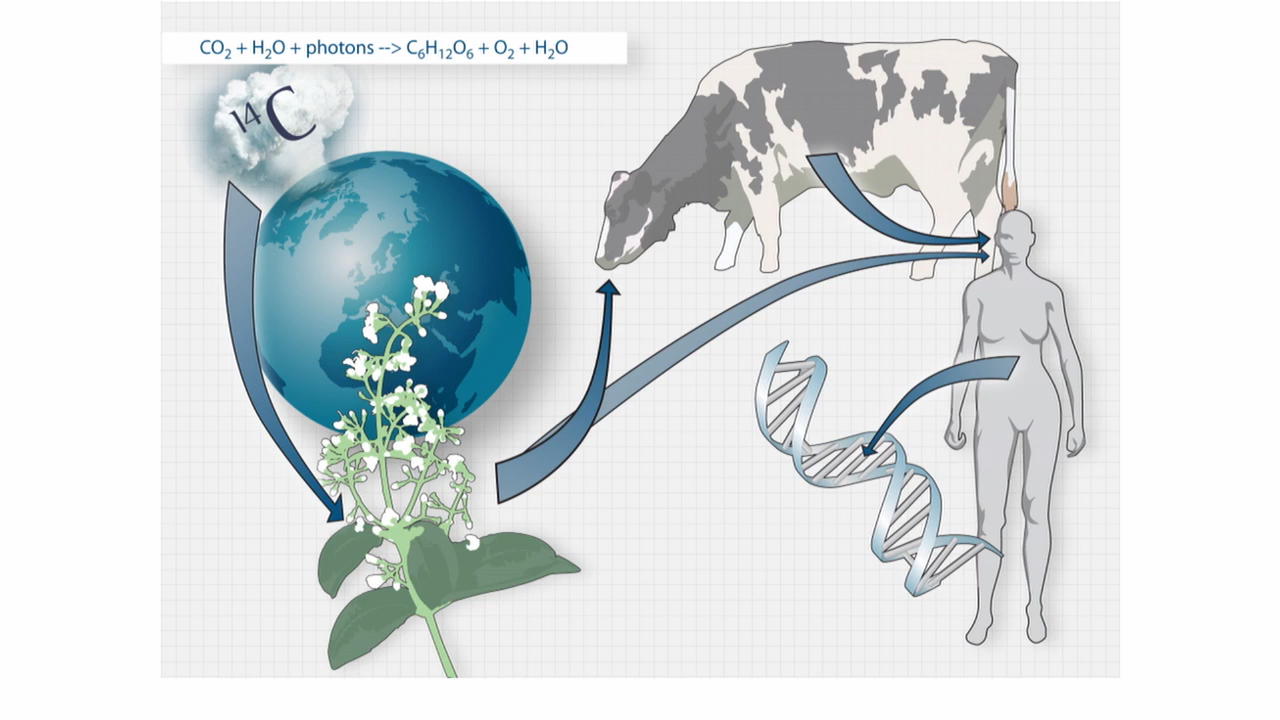 CO₂ + H₂O + photons --> C₆H₁₂O₆ + O₂ + H₂O
¹⁴C